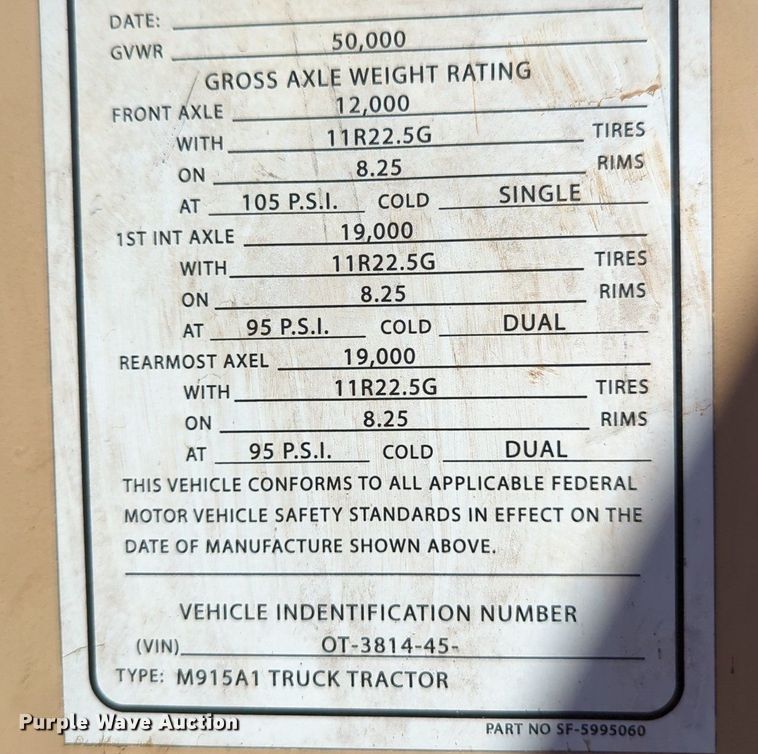 DATE:
GVWR 50,000
GROSS AXLE WEIGHT RATING
FRONT AXLE 12,000
WITH 11R22.5G TIRES
ON 8.25 RIMS
AT 105 P.S.I. COLD SINGLE
1ST INT AXLE 19,000
WITH 11R22.5G TIRES
ON 8.25 RIMS
AT 95 P.S.I. COLD DUAL
REARMOST AXEL 19,000
WITH 11R22.5G TIRES
ON 8.25 RIMS
AT 95 P.S.I. COLD DUAL
THIS VEHICLE CONFORMS TO ALL APPLICABLE FEDERAL
MOTOR VEHICLE SAFETY STANDARDS IN EFFECT ON THE
DATE OF MANUFACTURE SHOWN ABOVE.
VEHICLE INDENTIFICATION NUMBER
(VIN) OT-3814-45-
TYPE: M915A1 TRUCK TRACTOR
PART NO SF-5995060
Purple Wave Auction